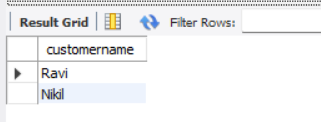 Result Grid Filter Rows:
customername
Ravi
Nikil